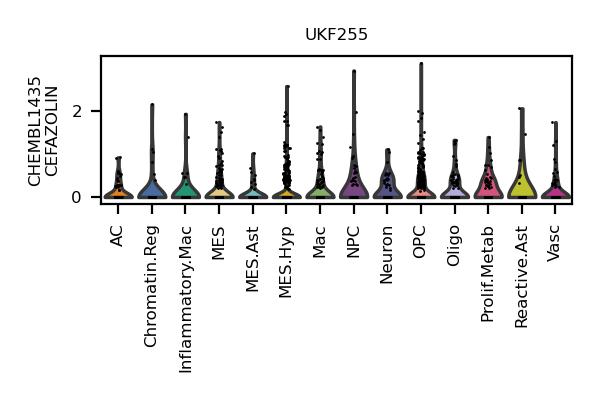 UKF255
CHEMBL1435
CEFAZOLIN
2
0
AC
Chromatin.Reg
Inflammatory.Mac
MES
MES.Ast
MES.Hyp
Mac
NPC
Neuron
OPC
Oligo
Prolif.Metab
Reactive.Ast
Vasc